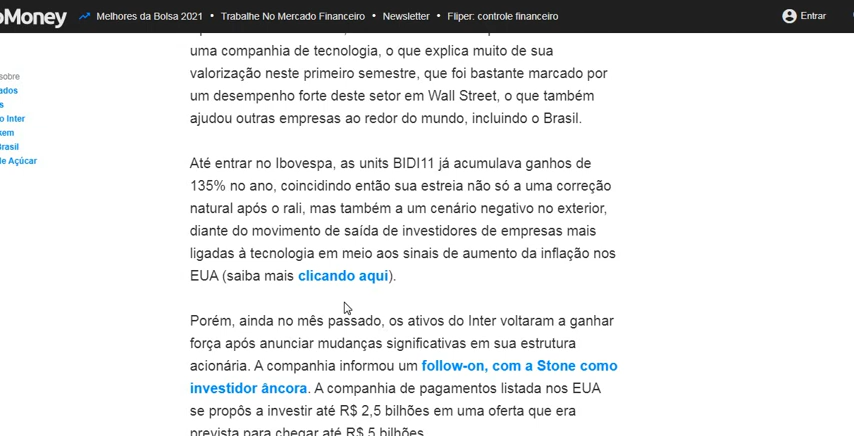 oMoney Melhores da Bolsa 2021 • Trabalhe No Mercado Financeiro • Newsletter • Fliper: controle financeiro Entrar
sobre
ados
s
o Inter
kem
Brasil
de Açúcar
uma companhia de tecnologia, o que explica muito de sua
valorização neste primeiro semestre, que foi bastante marcado por
um desempenho forte deste setor em Wall Street, o que também
ajudou outras empresas ao redor do mundo, incluindo o Brasil.
Até entrar no Ibovespa, as units BIDI11 já acumulava ganhos de
135% no ano, coincidindo então sua estreia não só a uma correção
natural após o rali, mas também a um cenário negativo no exterior,
diante do movimento de saída de investidores de empresas mais
ligadas à tecnologia em meio aos sinais de aumento da inflação nos
EUA (saiba mais clicando aqui).
Porém, ainda no mês passado, os ativos do Inter voltaram a ganhar
força após anunciar mudanças significativas em sua estrutura
acionária. A companhia informou um follow-on, com a Stone como
investidor âncora. A companhia de pagamentos listada nos EUA
se propôs a investir até R$ 2,5 bilhões em uma oferta que era
prevista para chegar até R$ 5 bilhões.